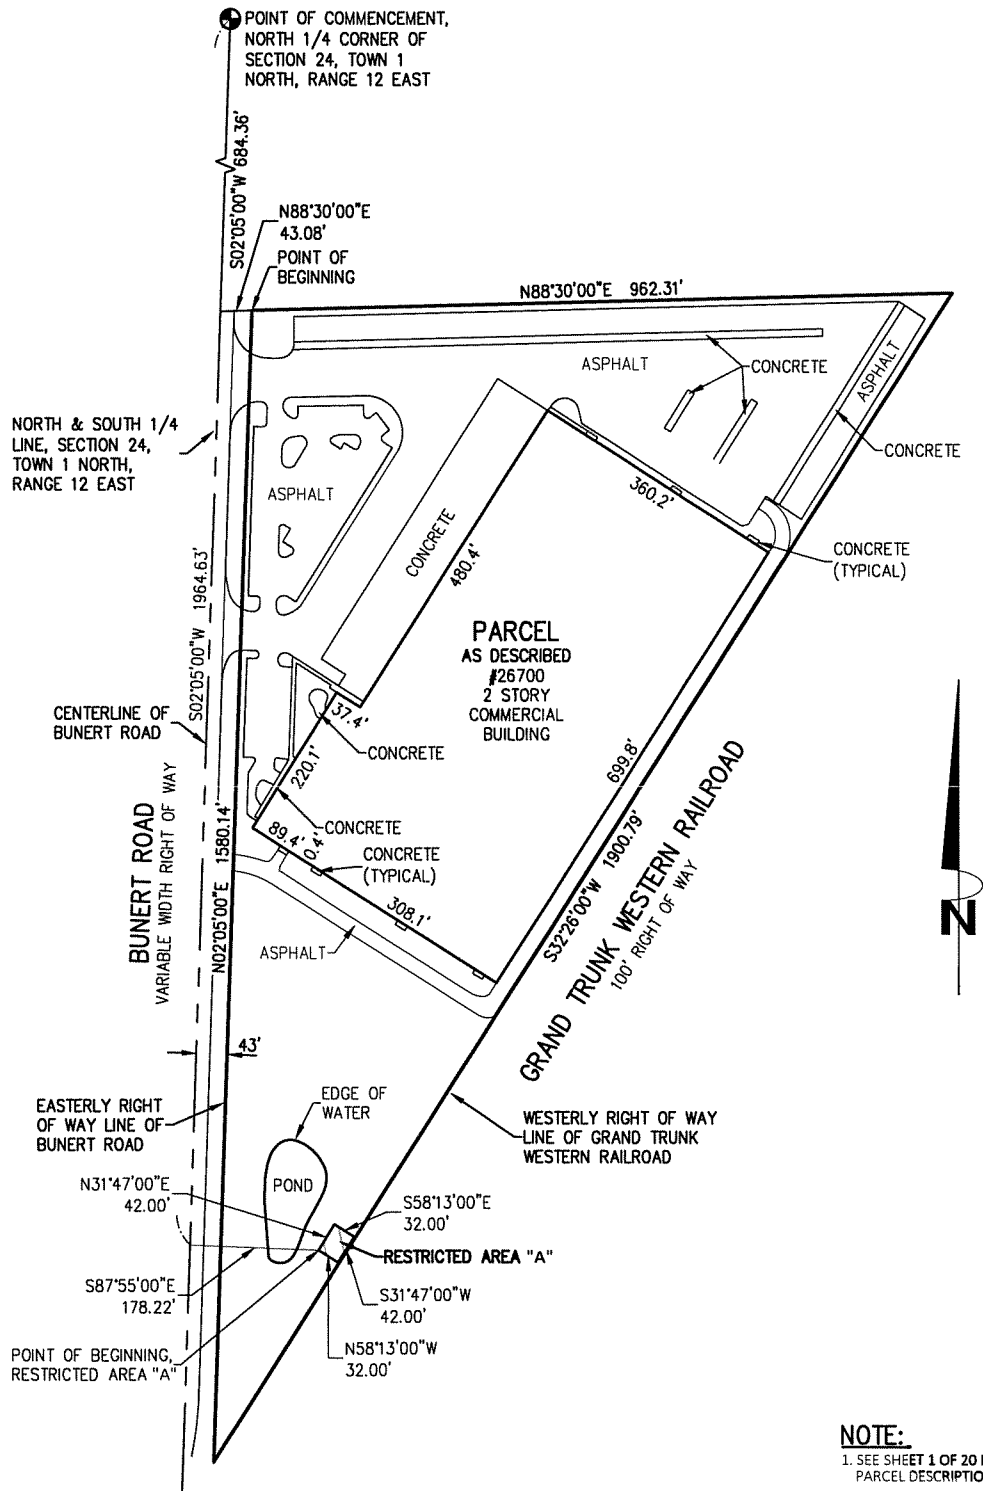 POINT OF COMMENCEMENT,
NORTH 1/4 CORNER OF
SECTION 24, TOWN 1
NORTH, RANGE 12 EAST
S02°05'00"W 684.36'
N88°30'00"E
43.08'
POINT OF
BEGINNING
N88°30'00"E 962.31'
ASPHALT
CONCRETE
ASPHALT
CONCRETE
NORTH & SOUTH 1/4
LINE, SECTION 24,
TOWN 1 NORTH,
RANGE 12 EAST
ASPHALT
360.2'
CONCRETE
480.4'
CONCRETE
(TYPICAL)
S02°05'00"W 1964.63'
PARCEL
AS DESCRIBED
#26700
2 STORY
COMMERCIAL
BUILDING
CENTERLINE OF
BUNERT ROAD
37.4'
CONCRETE
220.1'
699.8'
BUNERT ROAD
VARIABLE WIDTH RIGHT OF WAY
N02°05'00"E 1580.14'
CONCRETE
89.4'
0.4'
CONCRETE
(TYPICAL)
308.1'
S32°26'00"W 1900.79'
GRAND TRUNK WESTERN RAILROAD
100' RIGHT OF WAY
N
ASPHALT
43'
EASTERLY RIGHT
OF WAY LINE OF
BUNERT ROAD
EDGE OF
WATER
WESTERLY RIGHT OF WAY
LINE OF GRAND TRUNK
WESTERN RAILROAD
N31°47'00"E
42.00'
POND
S58°13'00"E
32.00'
RESTRICTED AREA "A"
S87°55'00"E
178.22'
S31°47'00"W
42.00'
POINT OF BEGINNING,
RESTRICTED AREA "A"
N58°13'00"W
32.00'
NOTE:
1. SEE SHEET 1 OF 20
PARCEL DESCRIPTIO